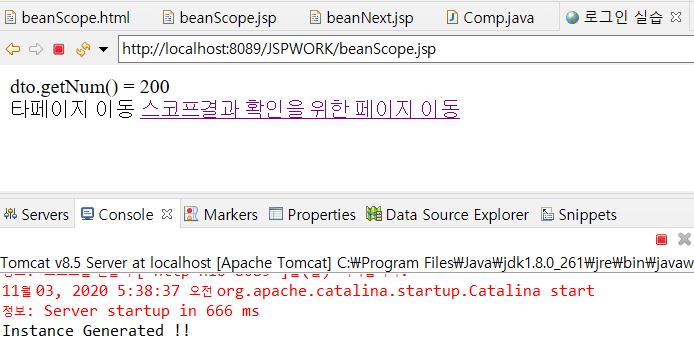 beanScope.html beanScope.jsp beanNext.jsp Comp.java 로그인 실습
http://localhost:8089/JSPWORK/beanScope.jsp
dto.getNum() = 200
타페이지 이동 스코프결과 확인을 위한 페이지 이동
Servers Console Markers Properties Data Source Explorer Snippets
Tomcat v8.5 Server at localhost [Apache Tomcat] C:₩Program Files₩Java₩jdk1.8.0_261₩jre₩bin₩javaw
11월 03, 2020 5:38:37 오전 org.apache.catalina.startup.Catalina start
정보: Server startup in 666 ms
Instance Generated !!